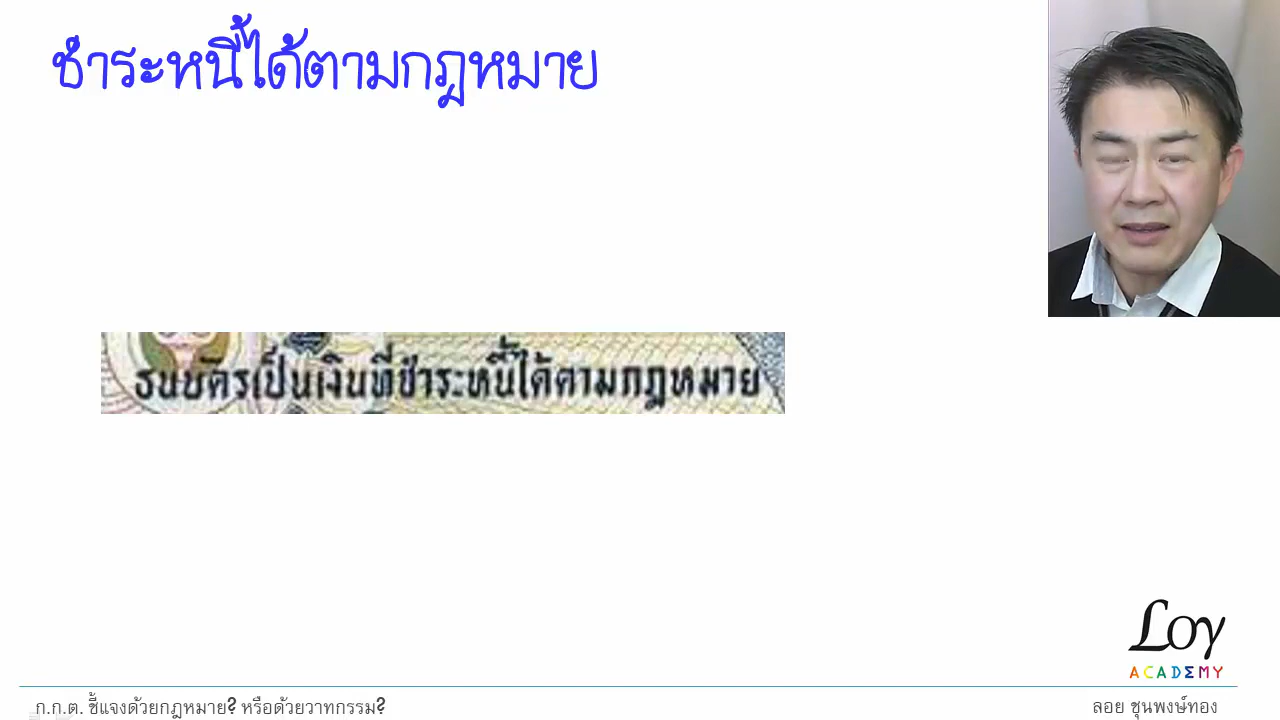 ชำระหนี้ได้ตามกฎหมาย
ธนบัตรเป็นเงินที่ชำระหนี้ได้ตามกฎหมาย
Loy
ACADEMY
ก.ก.ต. ชี้แจงด้วยกฎหมาย? หรือด้วยวาทกรรม?
ลอย ชุนพงษ์ทอง